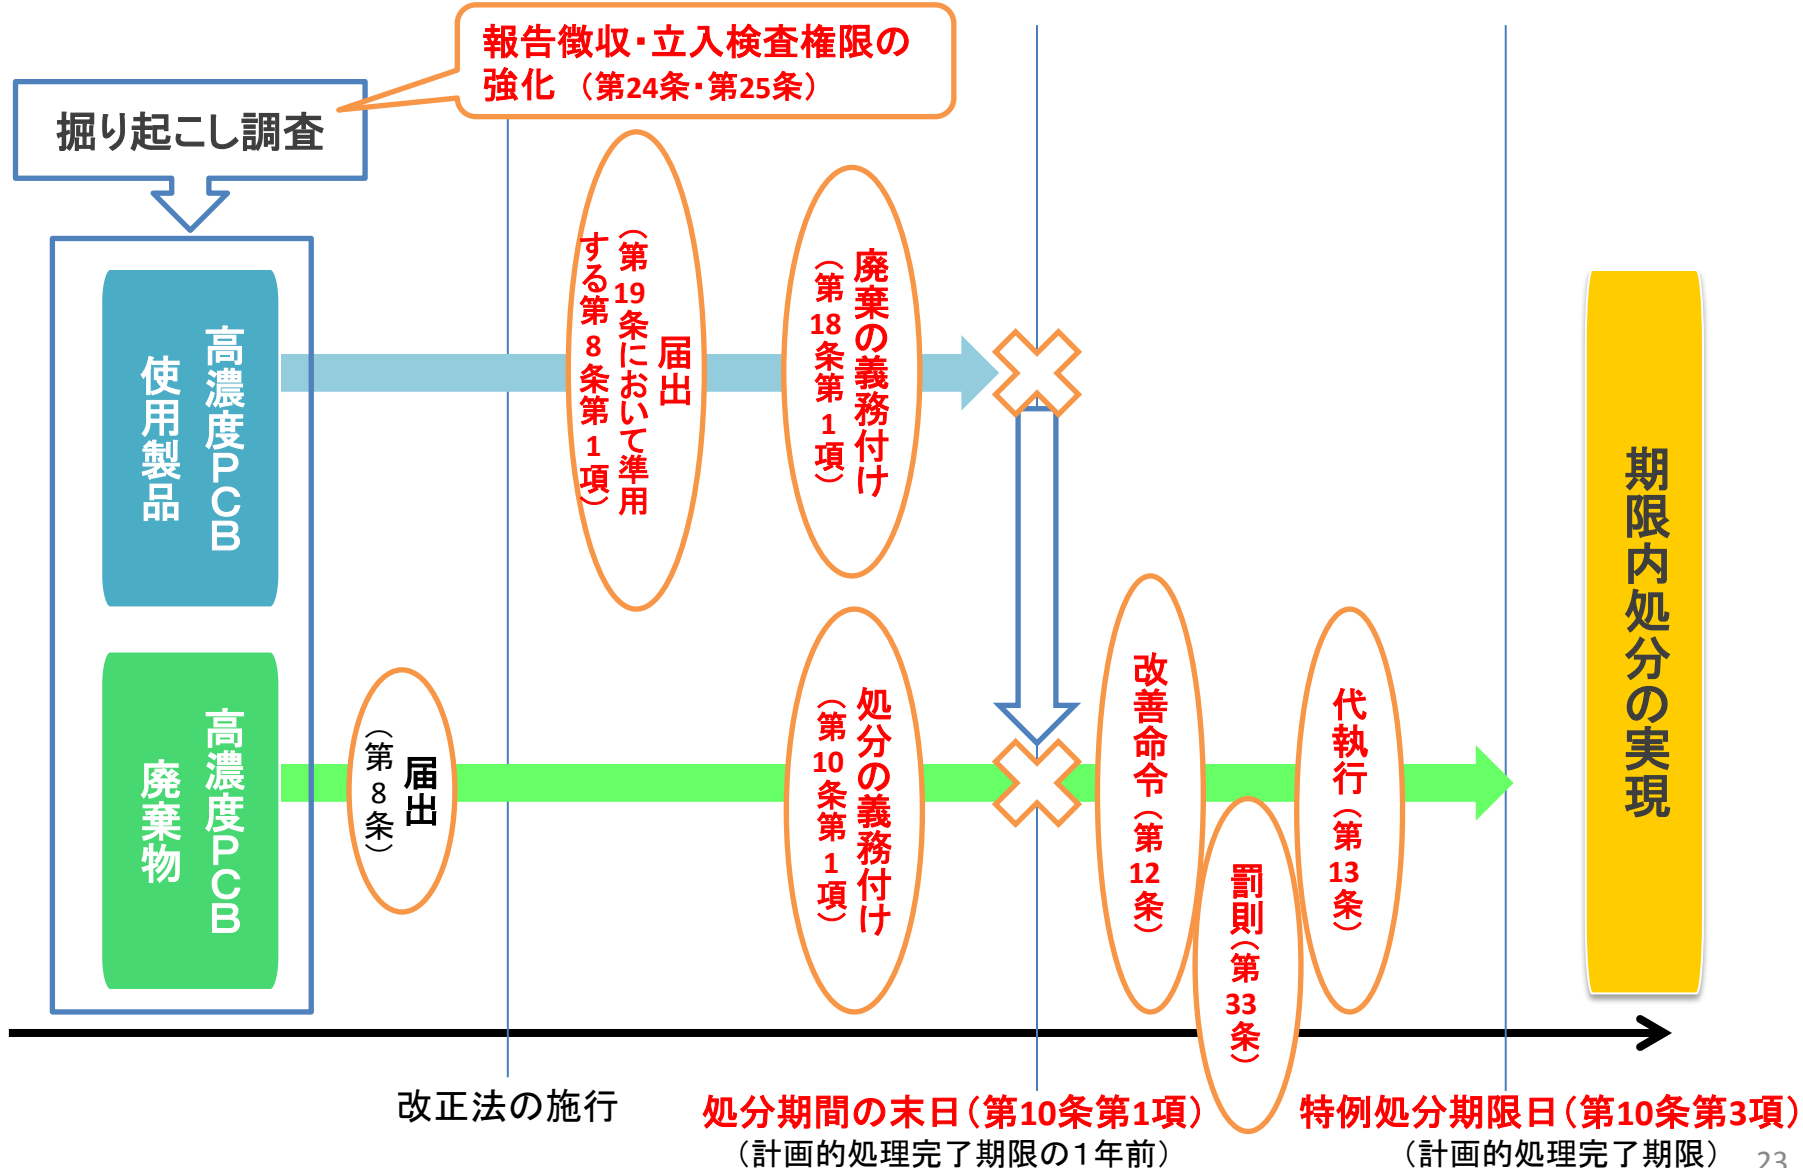 報告徴収・立入検査権限の
強化（第24条・第25条）
掘り起こし調査
高濃度PCB
使用製品
届出
（第19条において準用
する第8条第1項）
廃棄の義務付け
（第18条第1項）
高濃度PCB
廃棄物
届出
（第8条）
処分の義務付け
（第10条第1項）
改善命令（第12条）
罰則（第33条）
代執行（第13条）
期限内処分の実現
改正法の施行
処分期間の末日（第10条第1項）
（計画的処理完了期限の1年前）
特例処分期限日（第10条第3項）
（計画的処理完了期限）
23